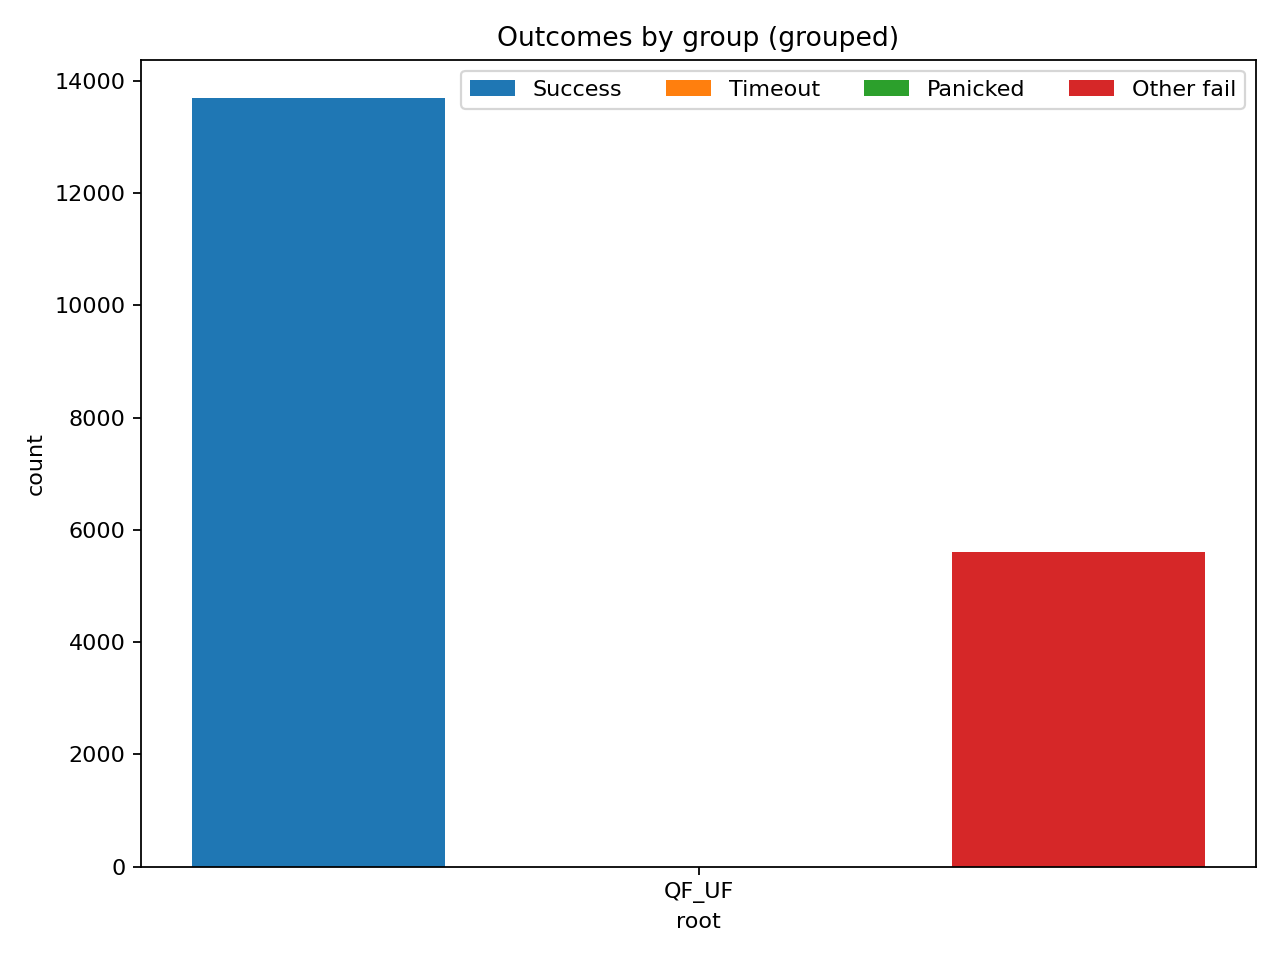 Outcomes by group (grouped)
Success Timeout Panicked Other fail
14000
12000
10000
8000
6000
4000
2000
0
count
QF_UF
root